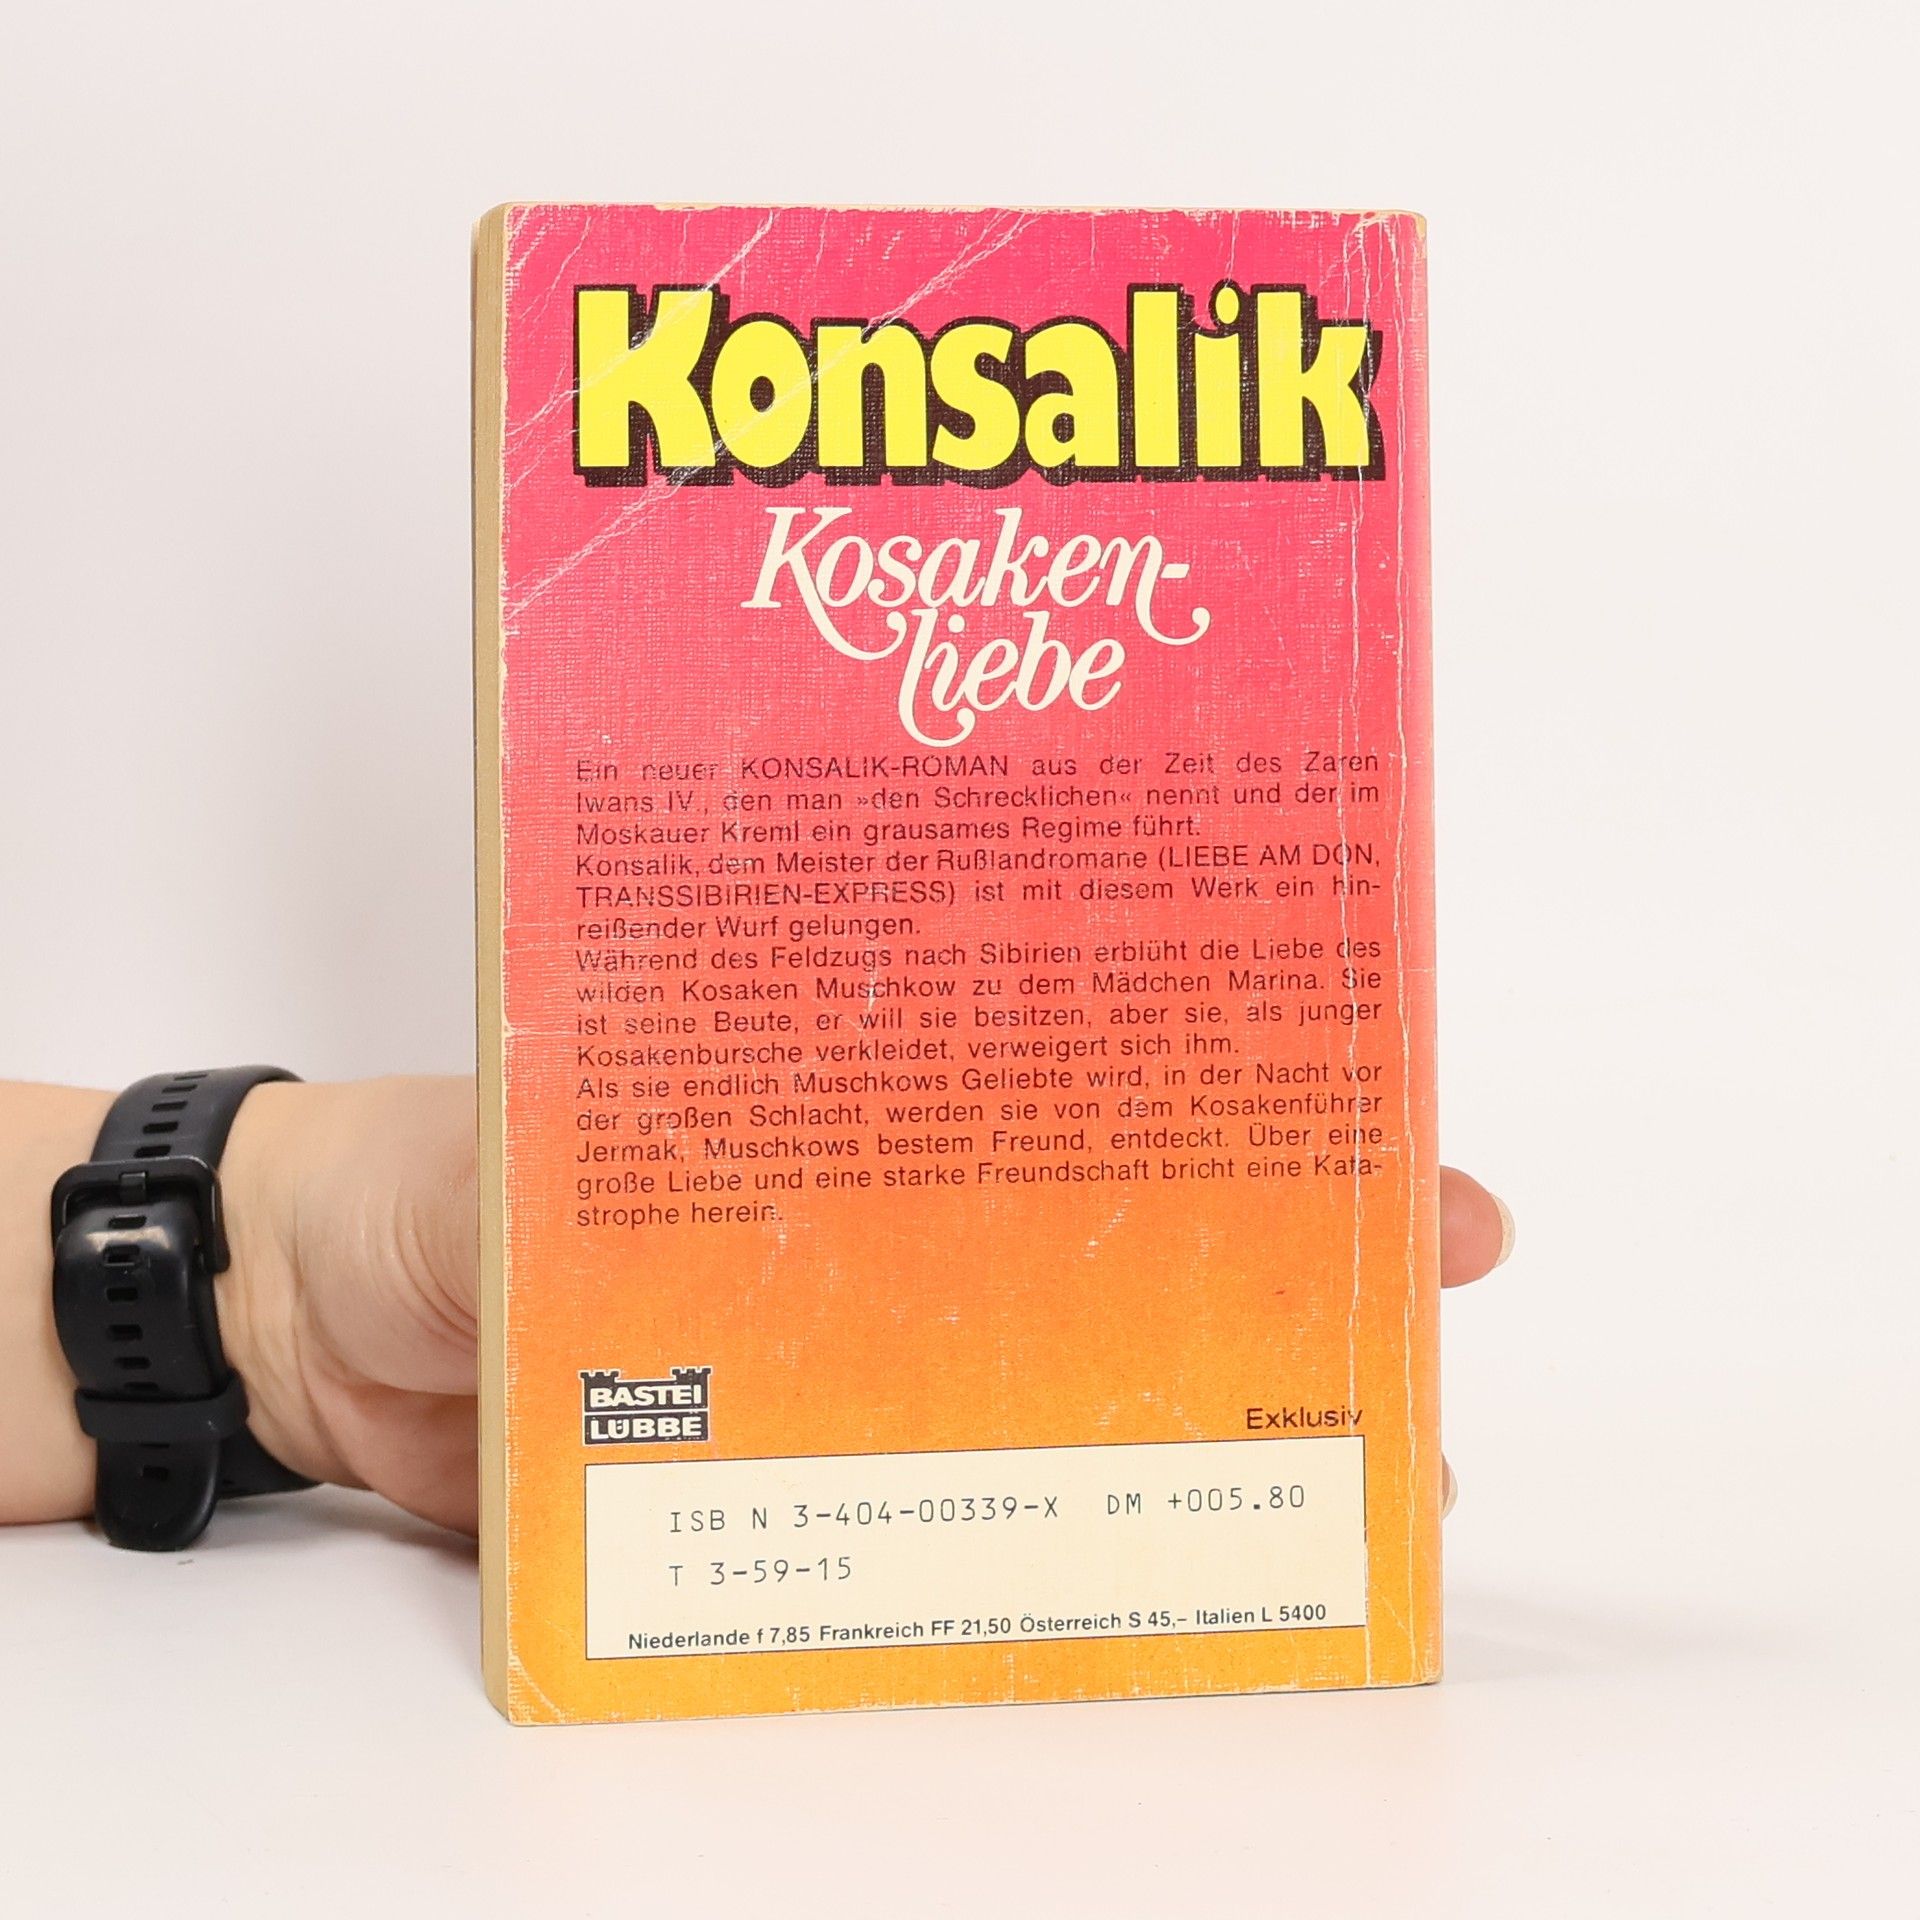 Konsalik
Kosaken-
liebe
Ein neuer KONSALIK-ROMAN aus der Zeit des Zaren
Iwans IV., den man »den Schrecklichen« nennt und der im
Moskauer Kreml ein grausames Regime führt.
Konsalik, dem Meister der Rußlandromane (LIEBE AM DON,
TRANSSIBIRIEN-EXPRESS) ist mit diesem Werk ein hin-
reißender Wurf gelungen.
Während des Feldzugs nach Sibirien erblüht die Liebe des
wilden Kosaken Muschkow zu dem Mädchen Marina. Sie
ist seine Beute, er will sie besitzen, aber sie, als junger
Kosakenbursche verkleidet, verweigert sich ihm.
Als sie endlich Muschkows Geliebte wird, in der Nacht vor
der großen Schlacht, werden sie von dem Kosakenführer
Jermak, Muschkows bestem Freund, entdeckt. Über eine
große Liebe und eine starke Freundschaft bricht eine Kata-
strophe herein.
BASTEI
LÜBBE
Exklusiv
ISB N 3-404-00339-X DM +005.80
T 3-59-15
Niederlande f 7,85 Frankreich FF 21,50 Österreich S 45,– Italien L 5400